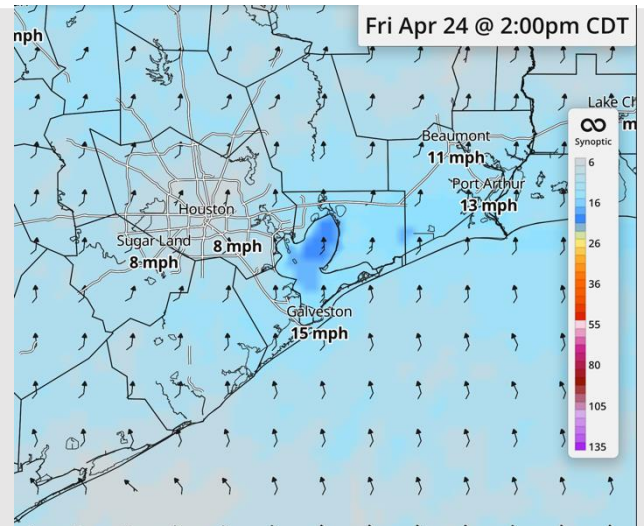 Fri Apr 24 @ 2:00pm CDT
mph
Lake Ch
m
Beaumont
11 mph
Port Arthur
13 mph
Houston
8 mph
Sugar Land
8 mph
Galveston
15 mph
Synoptic
6
16
26
36
55
80
105
135